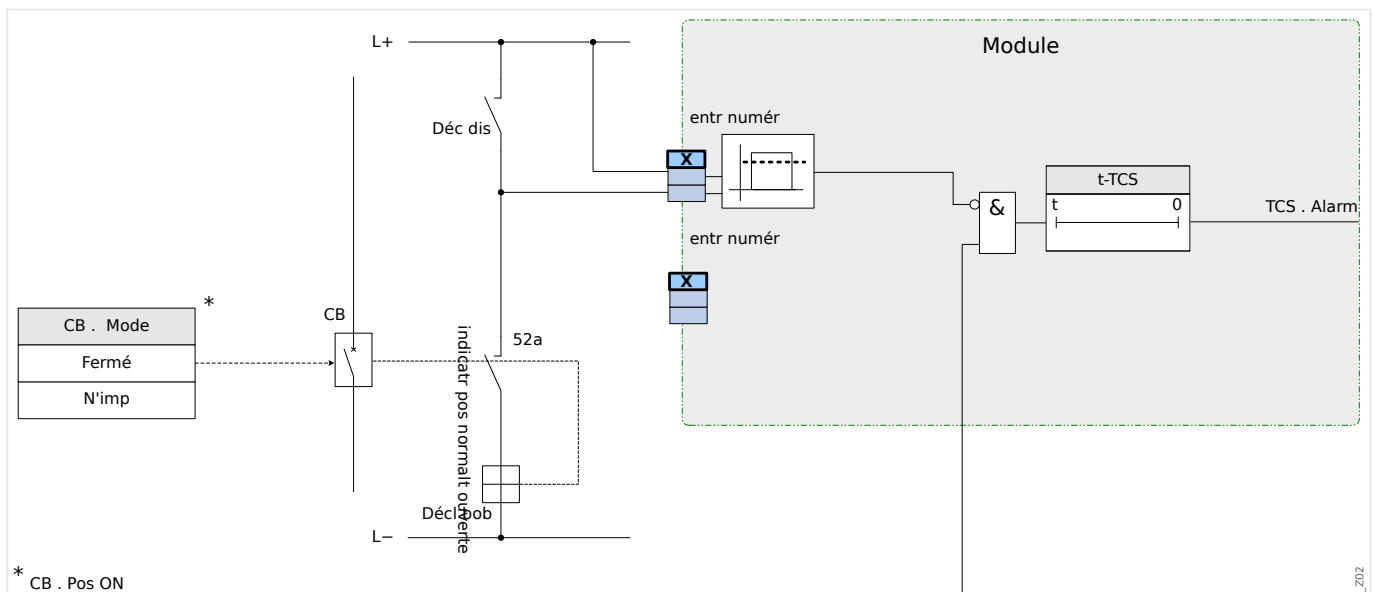 L+
Module
entr numér
Déc dis
X
t-TCS
t 0
&
TCS . Alarm
entr numér
X
*
CB . Mode
Fermé
N'imp
CB
52a
indicatr pos normalt ouverte
Décl bob
L−
* CB . Pos ON
_Z02